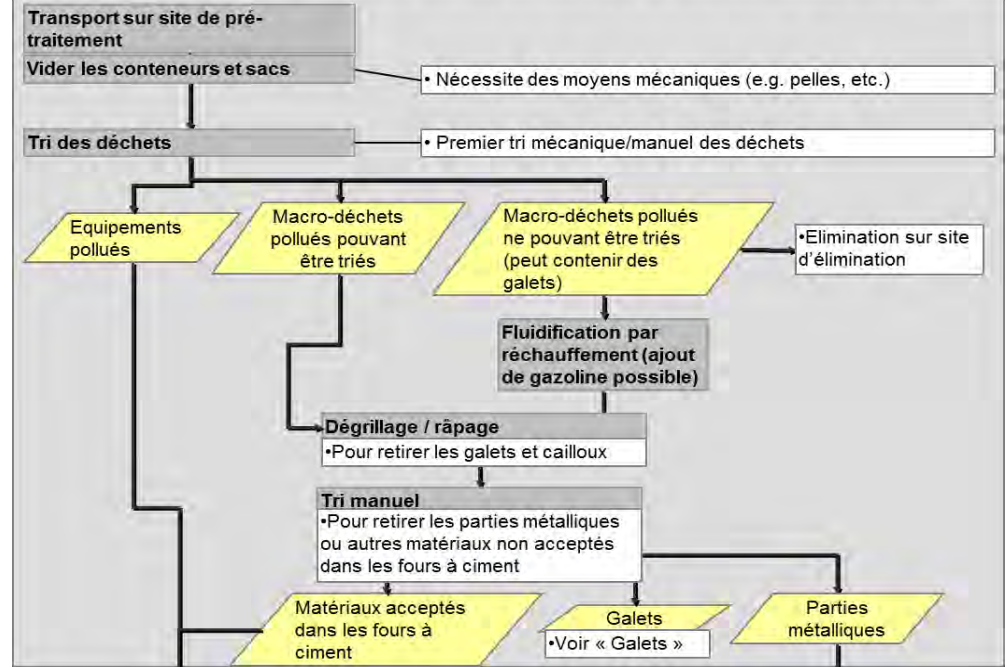 Transport sur site de pré-
traitement
Vider les conteneurs et sacs
• Nécessite des moyens mécaniques (e.g. pelles, etc.)
Tri des déchets
• Premier tri mécanique/manuel des déchets
Equipements
pollués
Macro-déchets
pollués pouvant
être triés
Macro-déchets pollués
ne pouvant être triés
(peut contenir des
galets)
•Elimination sur site
d'élimination
Fluidification par
réchauffement (ajout
de gazoline possible)
Dégrillage / râpage
•Pour retirer les galets et cailloux
Tri manuel
•Pour retirer les parties métalliques
ou autres matériaux non acceptés
dans les fours à ciment
Matériaux acceptés
dans les fours à
ciment
Galets
•Voir « Galets »
Parties
métalliques